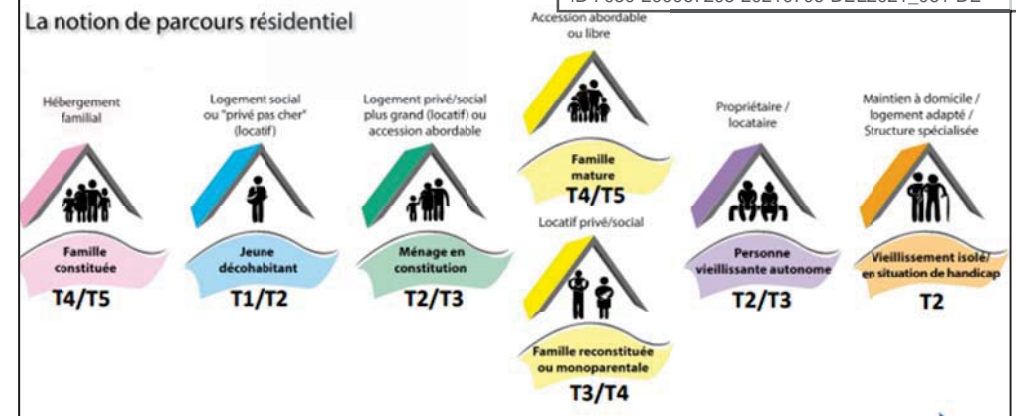 La notion de parcours résidentiel
Hébergement
familial
Famille
constituée
T4/T5
Logement social
ou "privé pas cher"
(locatif)
Jeune
décohabitant
T1/T2
Logement privé/social
plus grand (locatif) ou
accession abordable
Ménage en
constitution
T2/T3
Accession abordable
ou libre
Famille
mature
T4/T5
Locatif privé/social
Famille reconstituée
ou monoparentale
T3/T4
Propriétaire /
locataire
Personne
vieillissante autonome
T2/T3
Maintien à domicile /
logement adapté /
Structure spécialisée
Vieillissement isolé/
en situation de handicap
T2